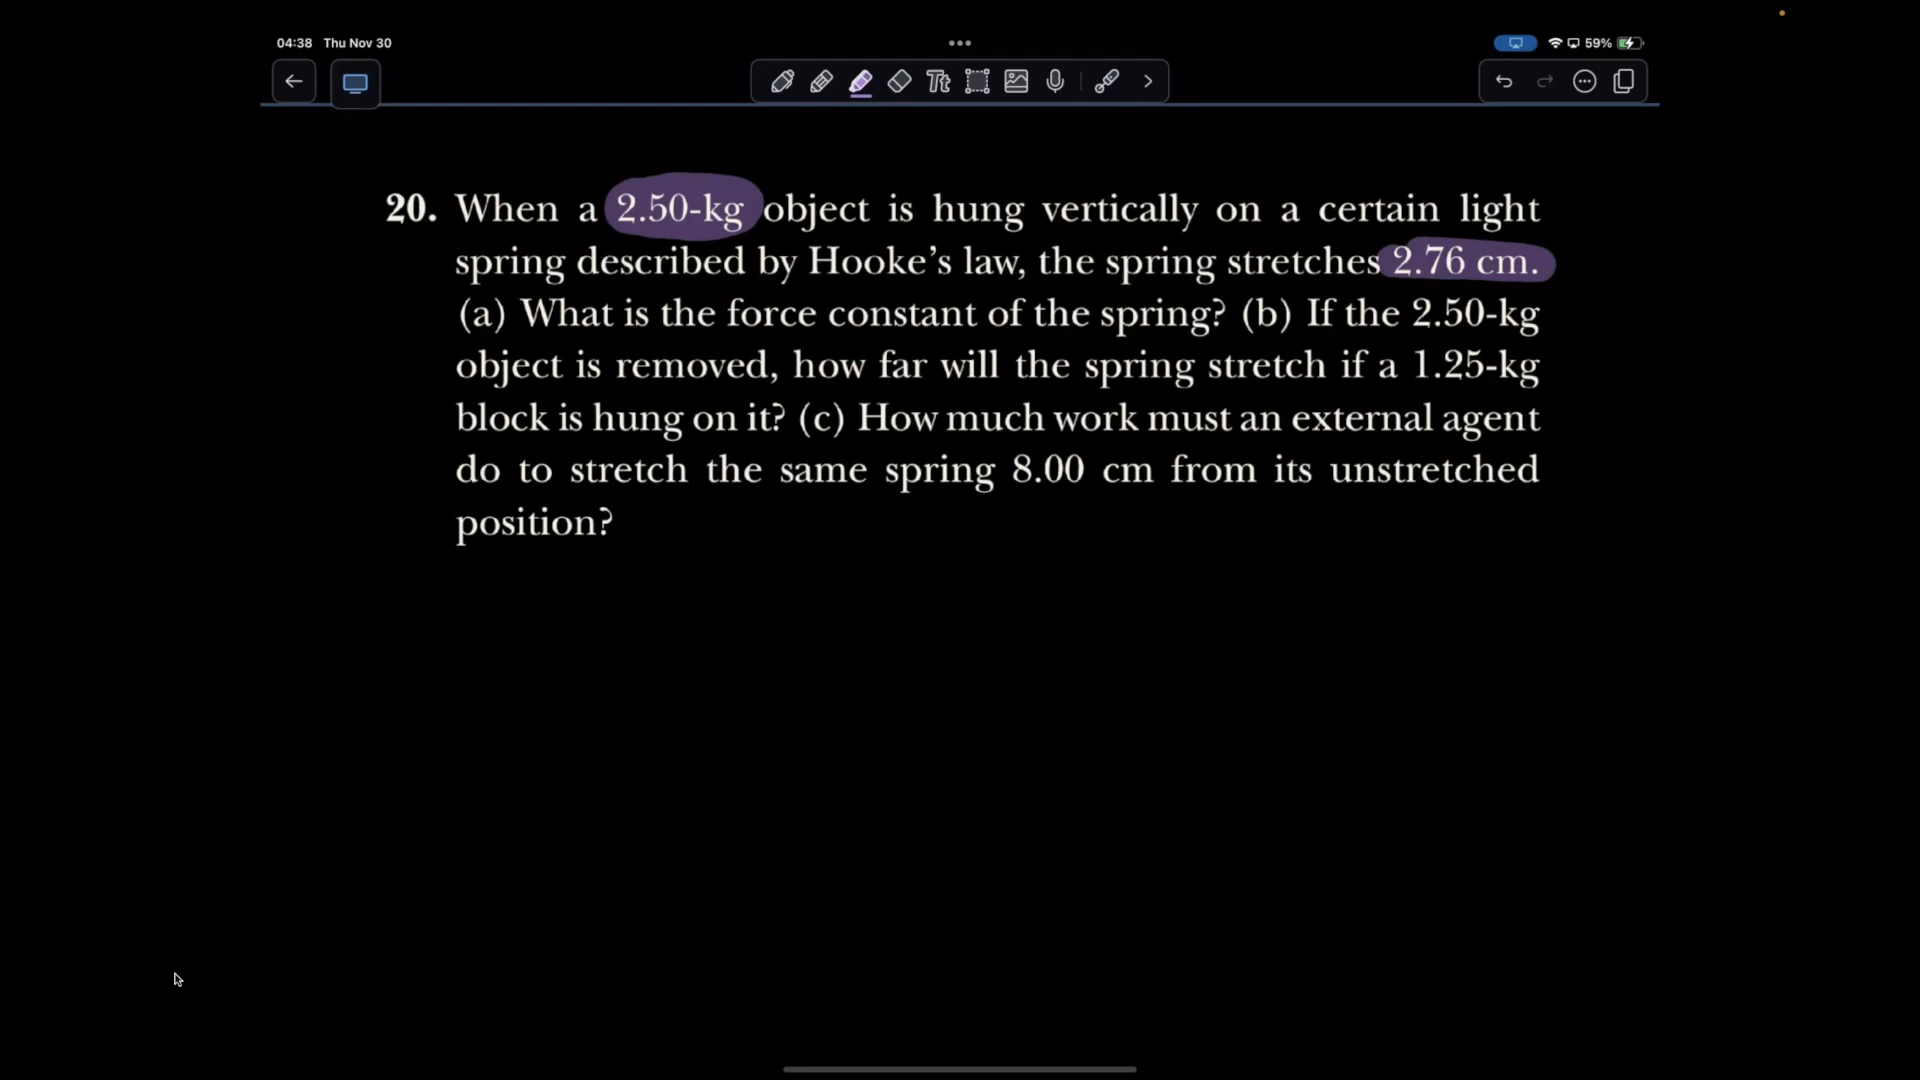 04:38 Thu Nov 30
59%
Tt
20. When a 2.50-kg object is hung vertically on a certain light
spring described by Hooke’s law, the spring stretches 2.76 cm.
(a) What is the force constant of the spring? (b) If the 2.50-kg
object is removed, how far will the spring stretch if a 1.25-kg
block is hung on it? (c) How much work must an external agent
do to stretch the same spring 8.00 cm from its unstretched
position?